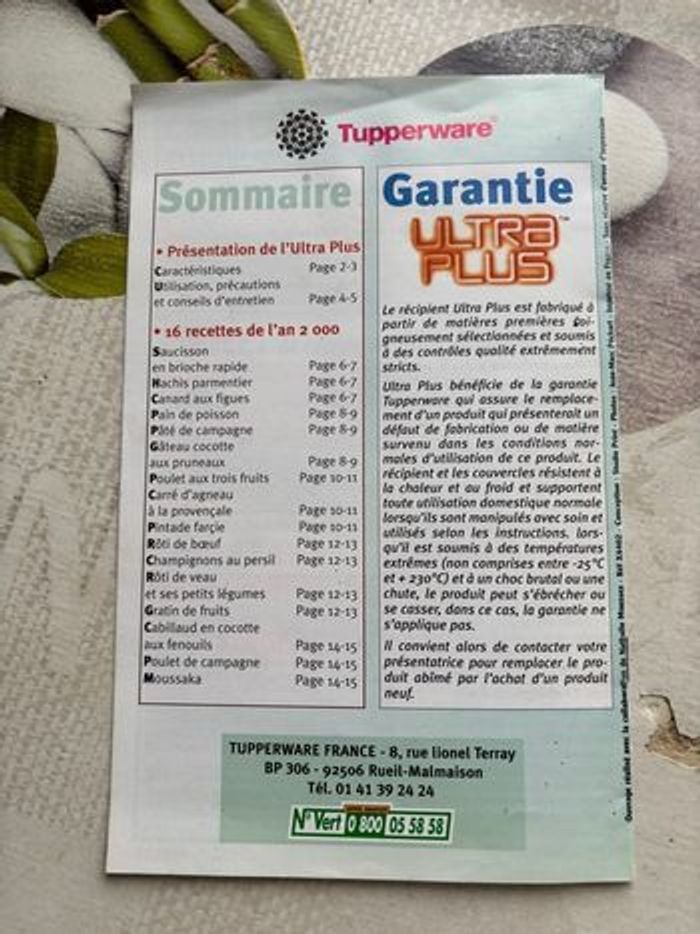 Tupperware®
Sommaire
• Présentation de l'Ultra Plus
Caractéristiques Page 2-3
Utilisation, précautions
et conseils d'entretien Page 4-5
• 16 recettes de l'an 2 000
Saucisson
en brioche rapide Page 6-7
Hachis parmentier Page 6-7
Canard aux figues Page 6-7
Pain de poisson Page 8-9
Pâté de campagne Page 8-9
Gâteau cocotte
aux pruneaux Page 8-9
Poulet aux trois fruits Page 10-11
Carré d'agneau
à la provençale Page 10-11
Pintade farçie Page 10-11
Rôti de bœuf Page 12-13
Champignons au persil Page 12-13
Rôti de veau
et ses petits légumes Page 12-13
Gratin de fruits Page 12-13
Cabillaud en cocotte
aux fenouils Page 14-15
Poulet de campagne Page 14-15
Moussaka Page 14-15
Garantie
ULTRA
PLUS™
Le récipient Ultra Plus est fabriqué à
partir de matières premières soi-
gneusement sélectionnées et soumis
à des contrôles qualité extrêmement
stricts.
Ultra Plus bénéficie de la garantie
Tupperware qui assure le remplace-
ment d'un produit qui présenterait un
défaut de fabrication ou de matière
survenu dans les conditions nor-
males d'utilisation de ce produit. Le
récipient et les couvercles résistent à
la chaleur et au froid et supportent
toute utilisation domestique normale
lorsqu'ils sont manipulés avec soin et
utilisés selon les instructions. lors-
qu'il est soumis à des températures
extrêmes (non comprises entre -25°C
et + 230°C) et à un choc brutal ou une
chute, le produit peut s'ébrécher ou
se casser, dans ce cas, la garantie ne
s'applique pas.
Il convient alors de contacter votre
présentatrice pour remplacer le pro-
duit abîmé par l'achat d'un produit
neuf.
TUPPERWARE FRANCE - 8, rue lionel Terray
BP 306 - 92506 Rueil-Malmaison
Tél. 01 41 39 24 24
N° Vert 0 800 05 58 58
Ouvrage réalisé avec la collaboration de